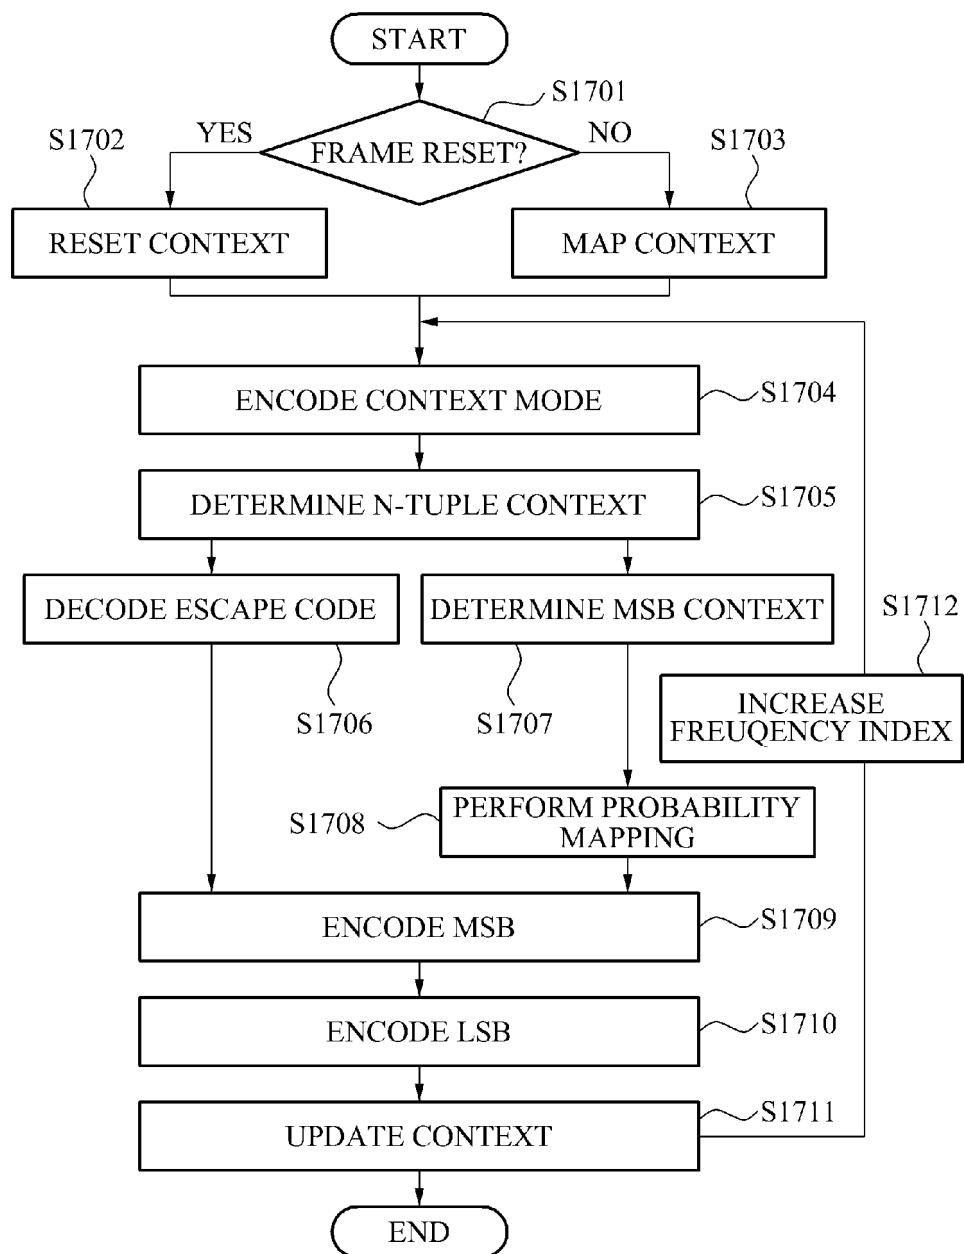 START
S1701
YES
NO
S1702
FRAME RESET?
S1703
RESET CONTEXT
MAP CONTEXT
ENCODE CONTEXT MODE
S1704
DETERMINE N-TUPLE CONTEXT
S1705
DECODE ESCAPE CODE
DETERMINE MSB CONTEXT
S1712
S1706
S1707
INCREASE
FREUQENCY INDEX
S1708
PERFORM PROBABILITY
MAPPING
ENCODE MSB
S1709
ENCODE LSB
S1710
UPDATE CONTEXT
S1711
END